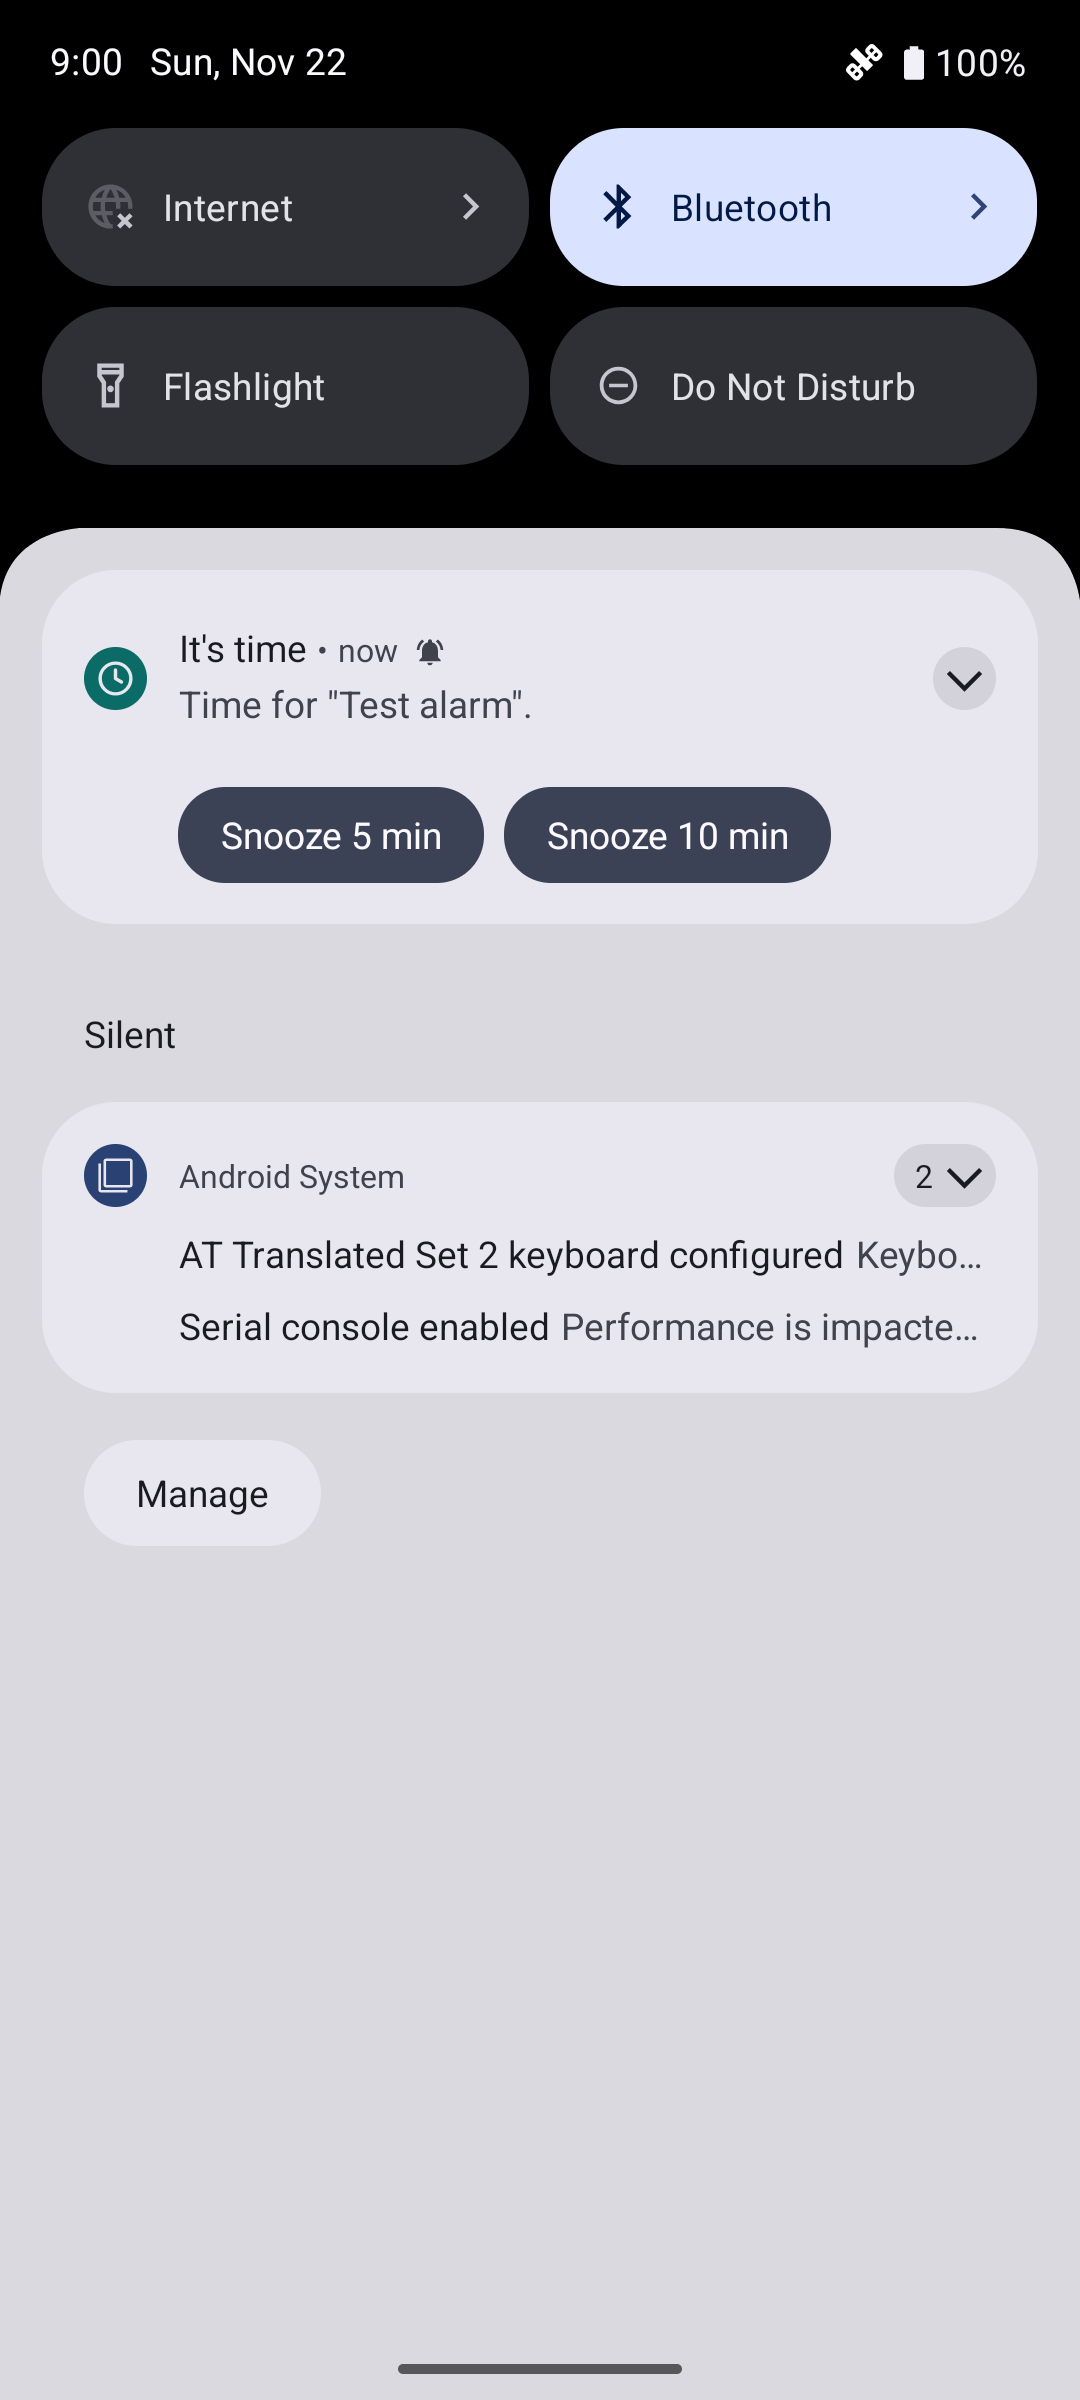 9:00 Sun, Nov 22 100%
Internet Bluetooth
Flashlight Do Not Disturb
It's time • now
Time for "Test alarm".
Snooze 5 min Snooze 10 min
Silent
Android System 2
AT Translated Set 2 keyboard configured Keybo…
Serial console enabled Performance is impacte…
Manage